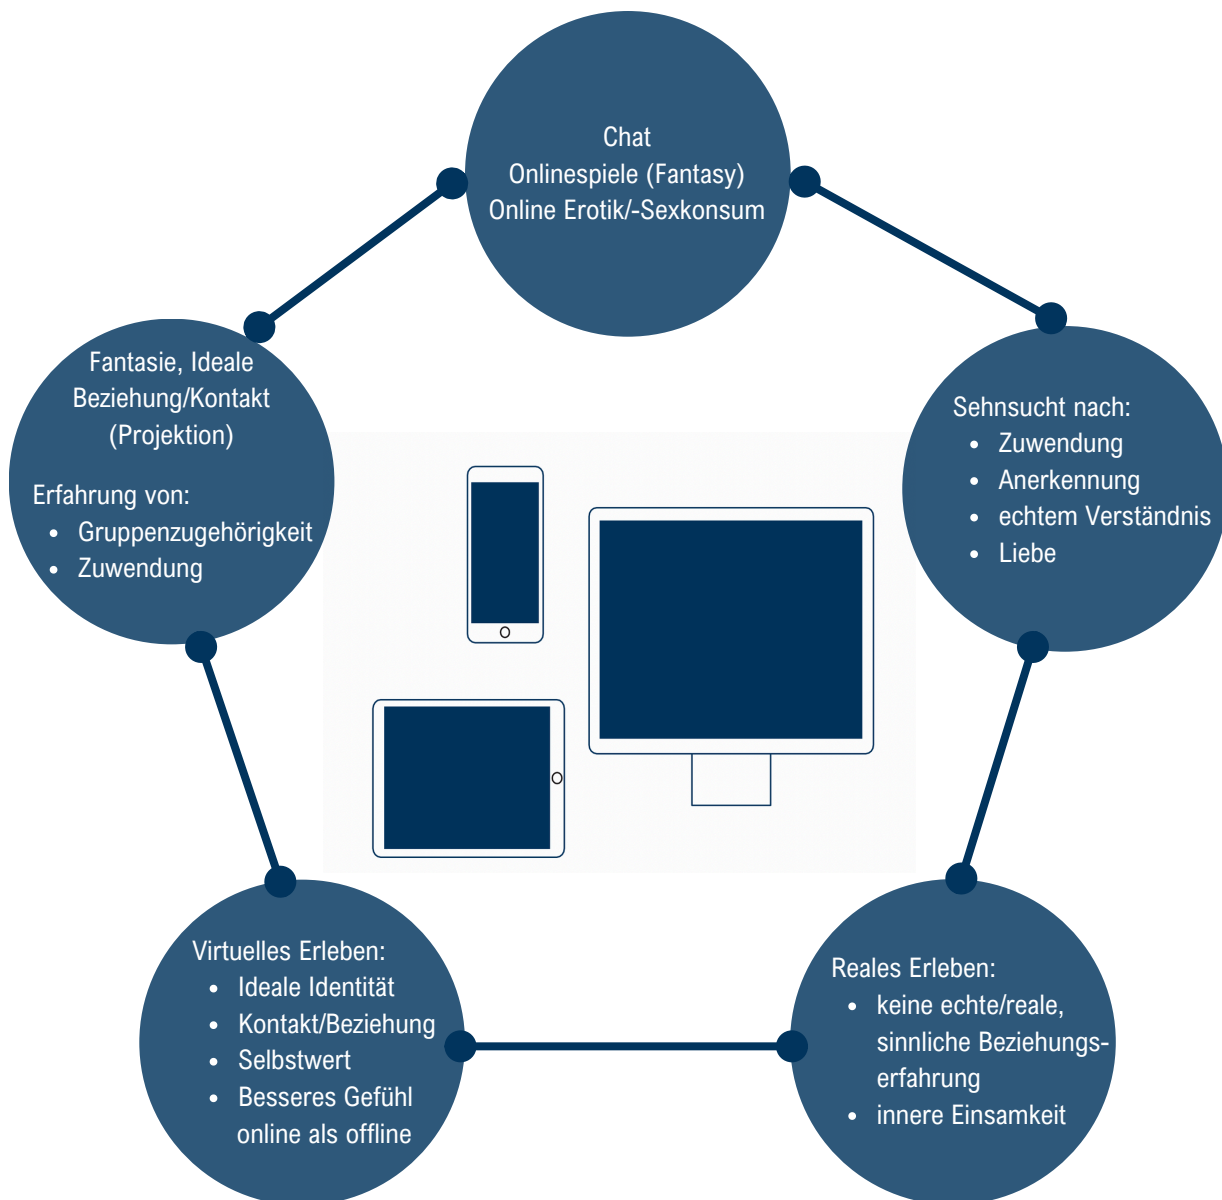 Chat
Onlinespiele (Fantasy)
Online Erotik/-Sexkonsum
Fantasie, Ideale
Beziehung/Kontakt
(Projektion)
Erfahrung von:
• Gruppenzugehörigkeit
• Zuwendung
Sehnsucht nach:
• Zuwendung
• Anerkennung
• echtem Verständnis
• Liebe
Virtuelles Erleben:
• Ideale Identität
• Kontakt/Beziehung
• Selbstwert
• Besseres Gefühl
online als offline
Reales Erleben:
• keine echte/reale,
sinnliche Beziehungs-
erfahrung
• innere Einsamkeit